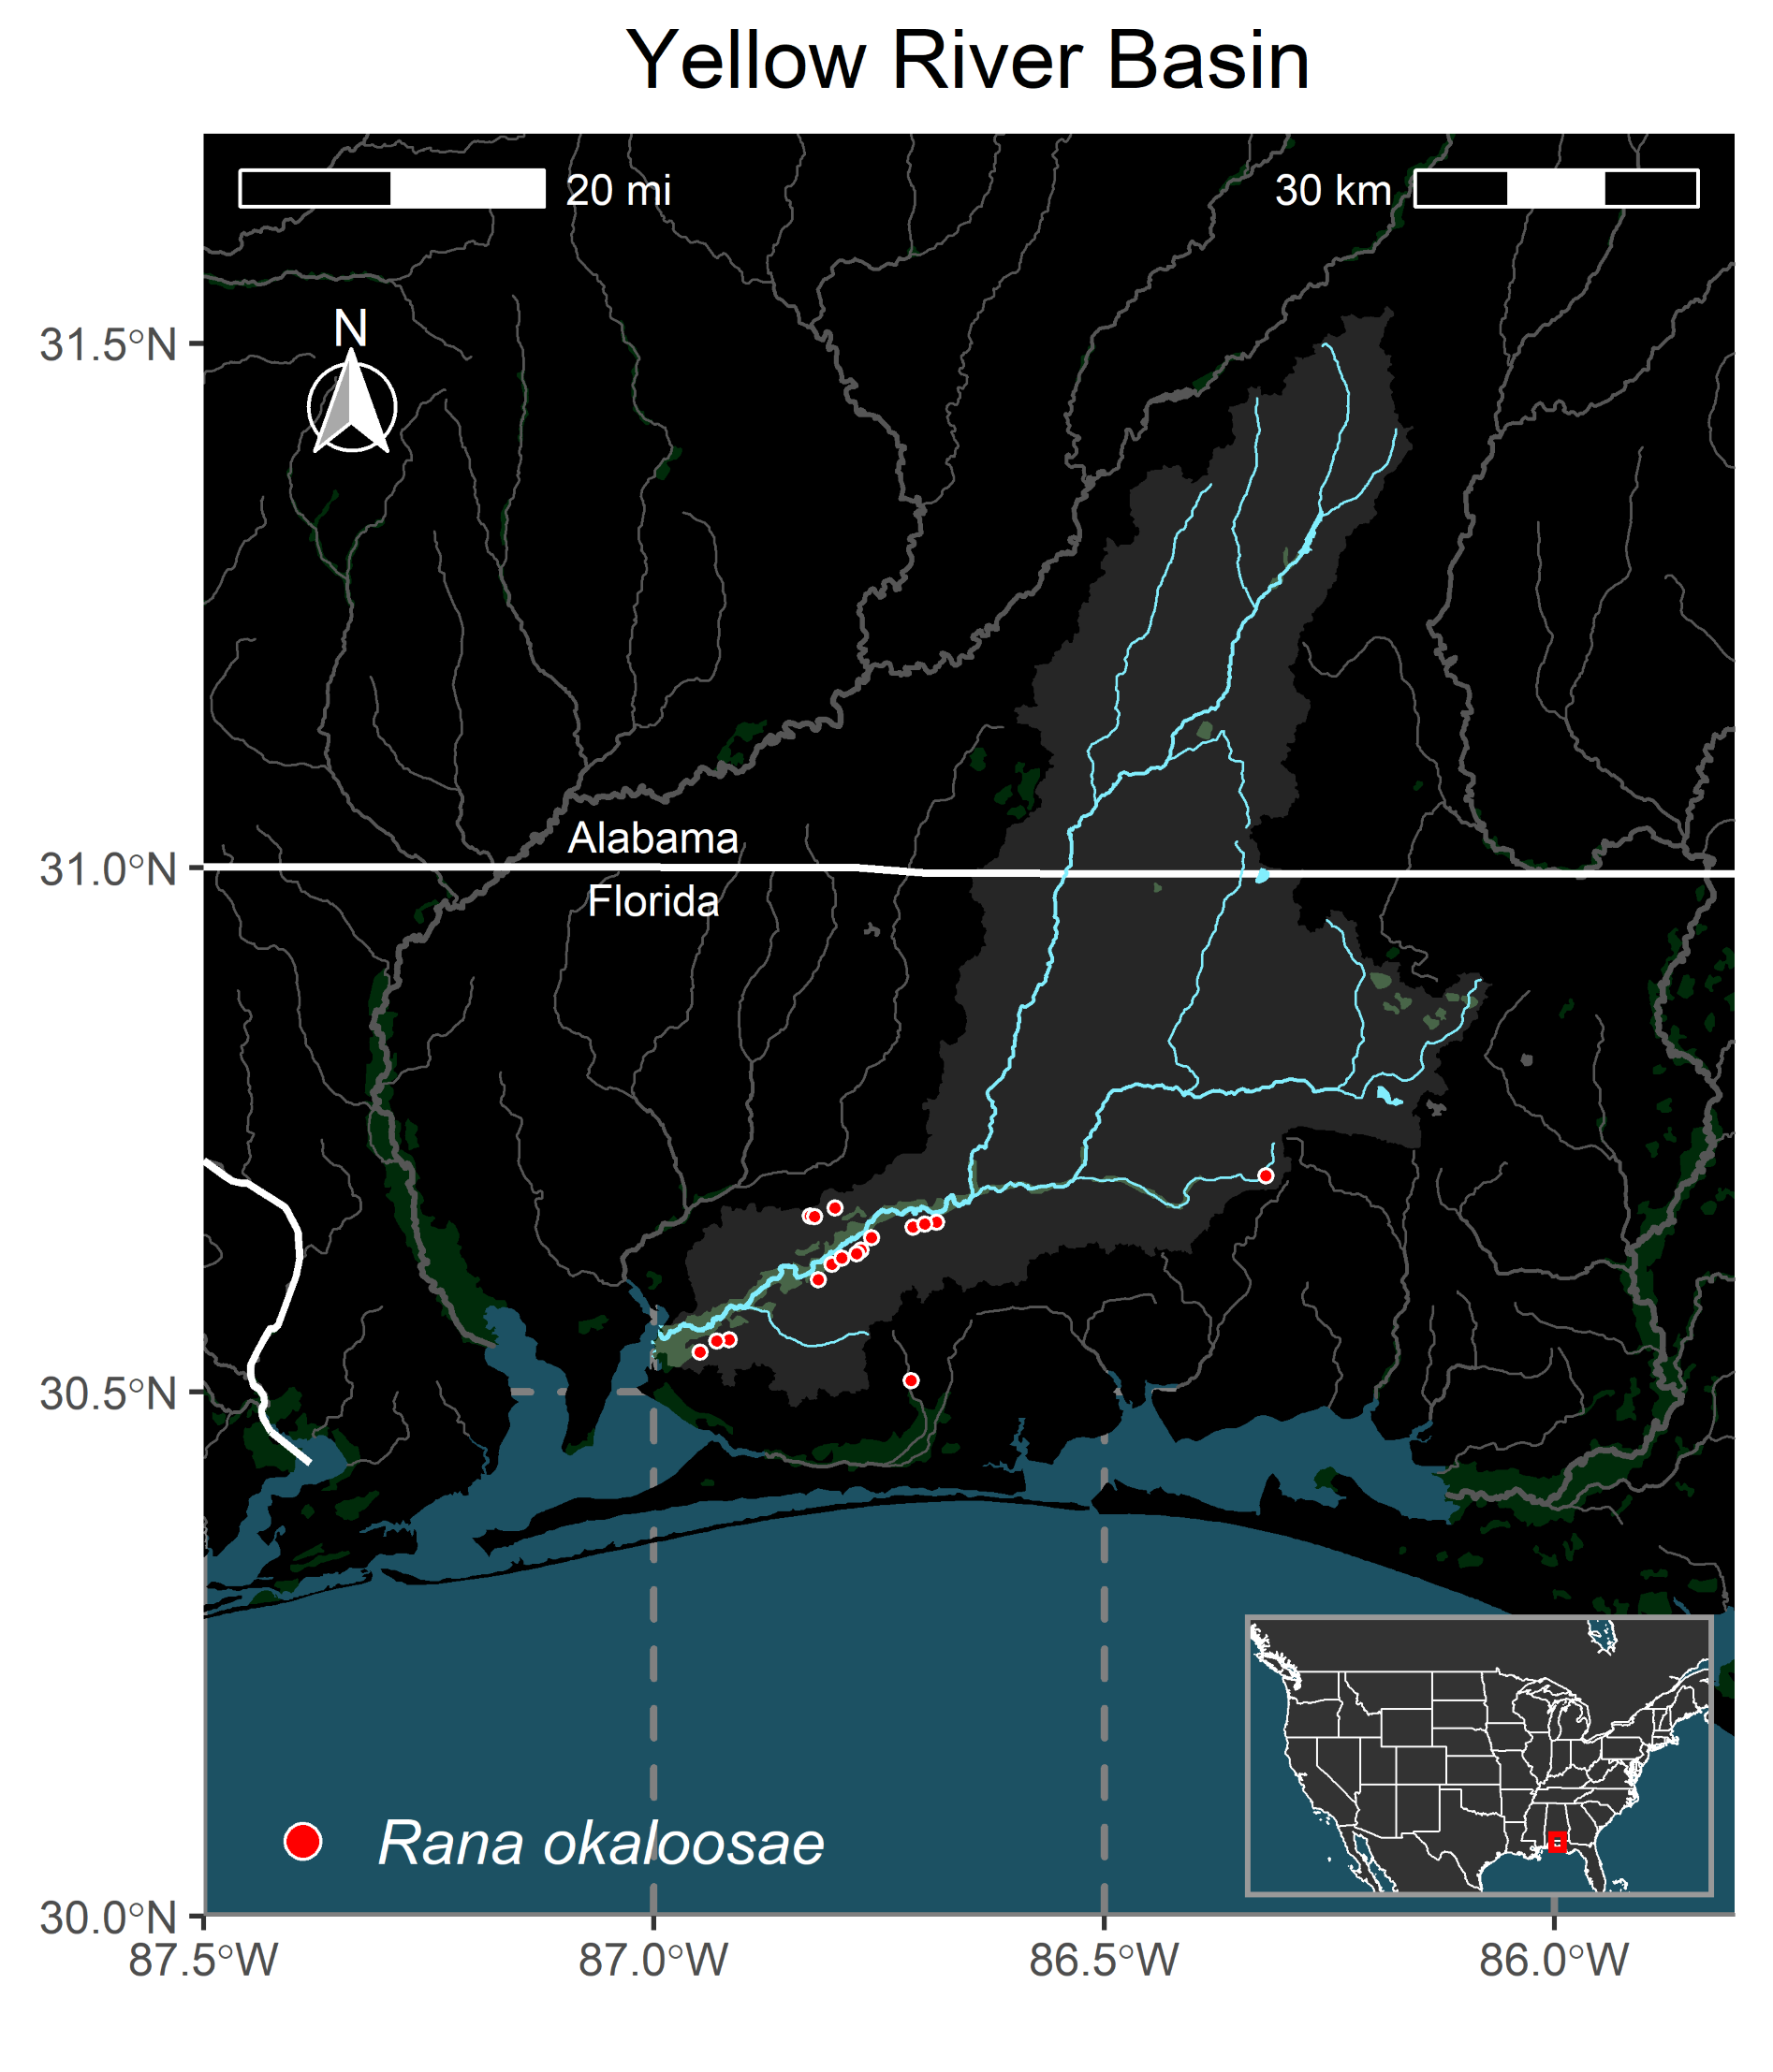 Yellow River Basin
20 mi
30 km
N
31.5°N
Alabama
31.0°N
Florida
30.5°N
Rana okaloosae
30.0°N
87.5°W
87.0°W
86.5°W
86.0°W